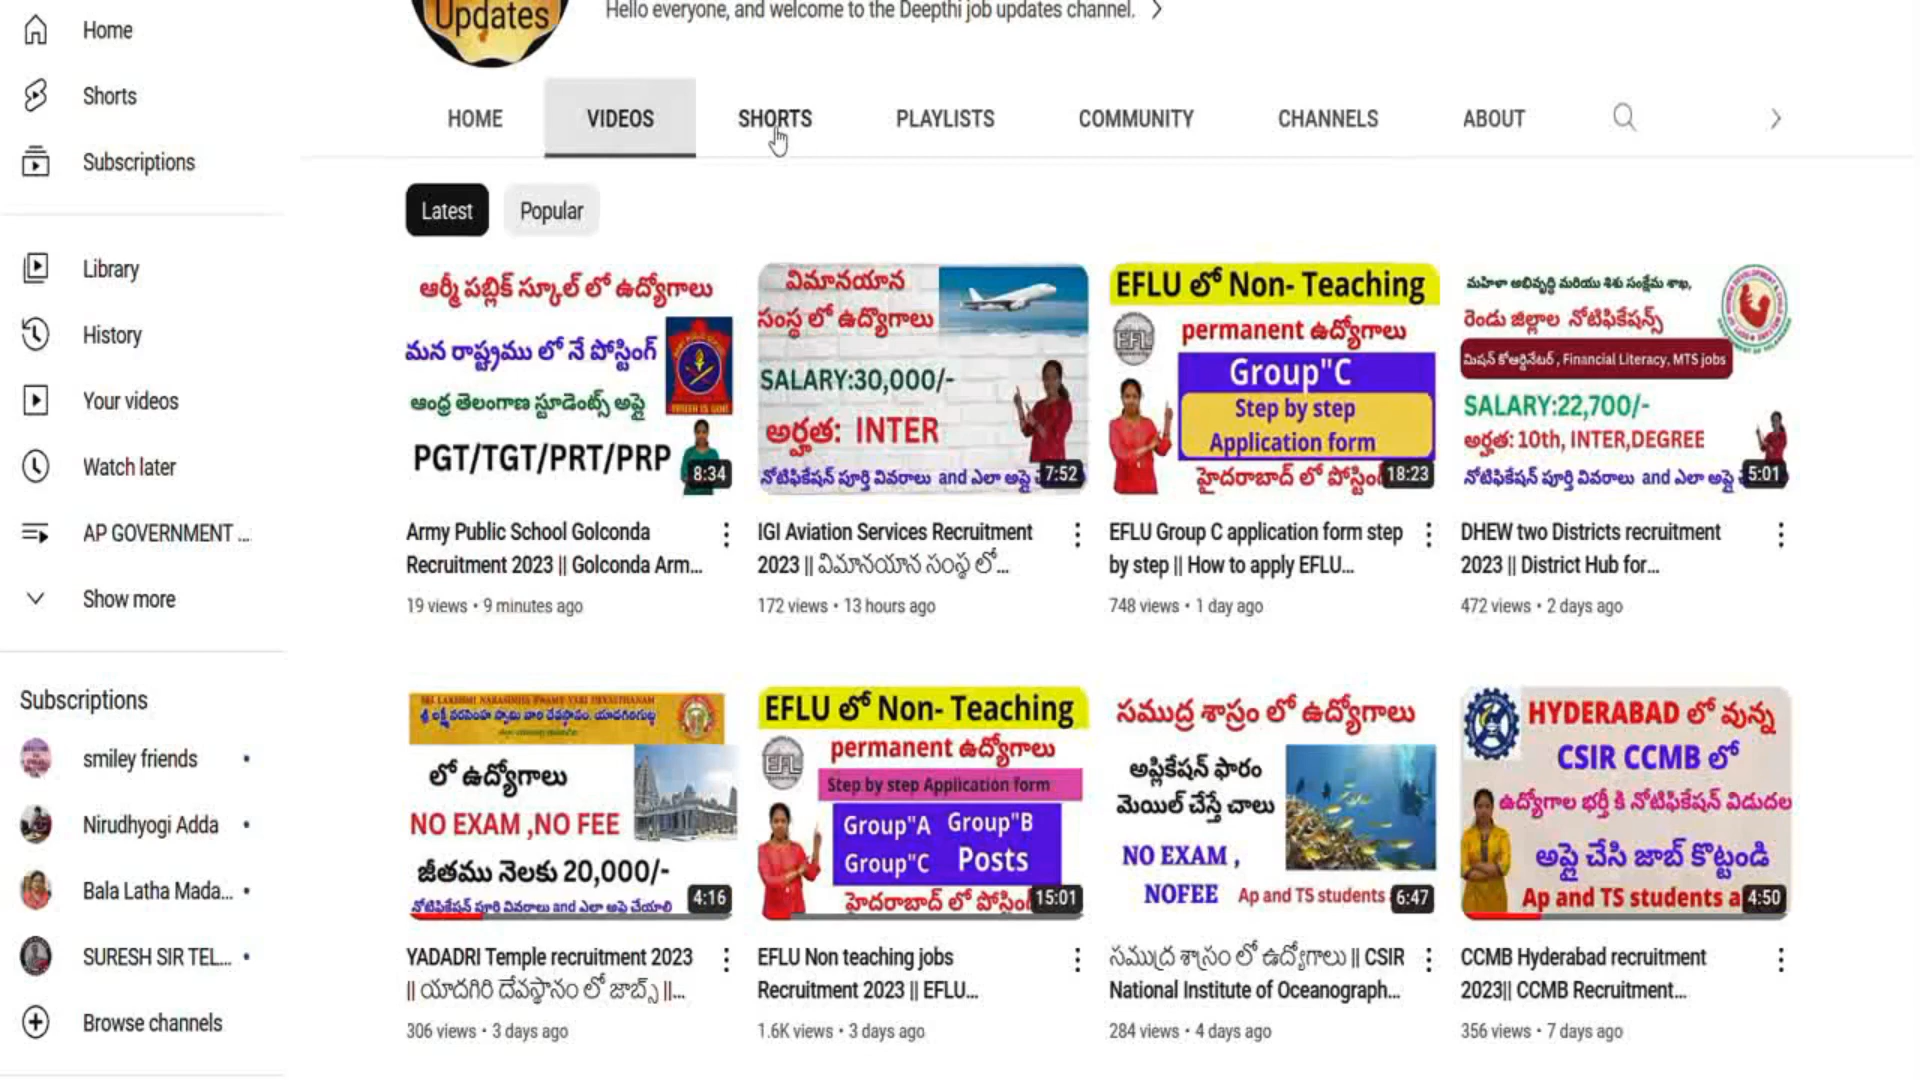 Updates
Hello everyone, and welcome to the Deepthi job updates channel.
Home
Shorts
Subscriptions
Library
History
Your videos
Watch later
AP GOVERNMENT ...
Show more
Subscriptions
smiley friends
Nirudhyogi Adda
Bala Latha Mada...
SURESH SIR TEL...
Browse channels
HOME VIDEOS SHORTS PLAYLISTS COMMUNITY CHANNELS ABOUT
Latest Popular
ఆర్మీ పబ్లిక్ స్కూల్ లో ఉద్యోగాలు
మన రాష్ట్రము లో నే పోస్టింగ్
ఆంధ్ర తెలంగాణ స్టూడెంట్స్ అప్లై
PGT/TGT/PRT/PRP
8:34
Army Public School Golconda
Recruitment 2023 || Golconda Arm...
19 views • 9 minutes ago
విమానయాన
సంస్థ లో ఉద్యొగాలు
SALARY:30,000/-
అర్హత: INTER
నోటిఫికేషన్ పూర్తి వివరాలు and ఎలా అప్లై
7:52
IGI Aviation Services Recruitment
2023 || విమానయాన సంస్థ లో...
172 views • 13 hours ago
EFLU లో Non- Teaching
permanent ఉద్యోగాలు
Group"C
Step by step
Application form
హైదరాబాద్ లో పోస్టింగ్
18:23
EFLU Group C application form step
by step || How to apply EFLU...
748 views • 1 day ago
మహిళా అభివృద్ధి మరియు శిశు సంక్షేమ శాఖ,
రెండు జిల్లాల నోటిఫికేషన్స్
మిషన్ కోఆర్డినేటర్ , Financial Literacy, MTS jobs
SALARY:22,700/-
అర్హత: 10th, INTER,DEGREE
నోటిఫికేషన్ పూర్తి వివరాలు and ఎలా అప్లై
5:01
DHEW two Districts recruitment
2023 || District Hub for...
472 views • 2 days ago
SRI LAKSHMI NARASIMHA SWAMY VARI DEVASTHANAM
శ్రీ లక్ష్మీ నరసింహ స్వామి వారి దేవస్థానం, యాదగిరిగుట్ట
లో ఉద్యోగాలు
NO EXAM ,NO FEE
జీతము నెలకు 20,000/-
నోటిఫికేషన్ పూర్తి వివరాలు and ఎలా అప్లై చేయాలి
4:16
YADADRI Temple recruitment 2023
|| యాదగిరి దేవస్థానం లో జాబ్స్ ||...
306 views • 3 days ago
EFLU లో Non- Teaching
permanent ఉద్యోగాలు
Step by step Application form
Group"A Group"B
Group"C Posts
హైదరాబాద్ లో పోస్టింగ్
15:01
EFLU Non teaching jobs
Recruitment 2023 || EFLU...
1.6K views • 3 days ago
సముద్ర శాస్రం లో ఉద్యోగాలు
అప్లికేషన్ ఫారం
మెయిల్ చేస్తే చాలు
NO EXAM ,
NOFEE Ap and TS students
6:47
సముద్ర శాస్రం లో ఉద్యోగాలు || CSIR
National Institute of Oceanograph...
284 views • 4 days ago
HYDERABAD లో వున్న
CSIR CCMB లో
ఉద్యోగాల భర్తీ కి నోటిఫికేషన్ విడుదల
అప్లై చేసి జాబ్ కొట్టండి
Ap and TS students a
4:50
CCMB Hyderabad recruitment
2023|| CCMB Recruitment...
356 views • 7 days ago